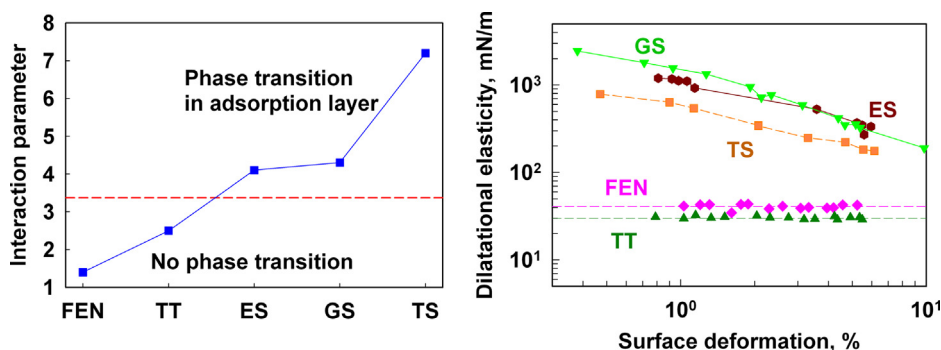 Interaction parameter
8
7
6
5
4
3
2
1
Phase transition
in adsorption layer
No phase transition
FEN TT ES GS TS
Dilatational elasticity, mN/m
10³
10²
10¹
GS
ES
TS
FEN
TT
10⁰ 10¹
Surface deformation, %